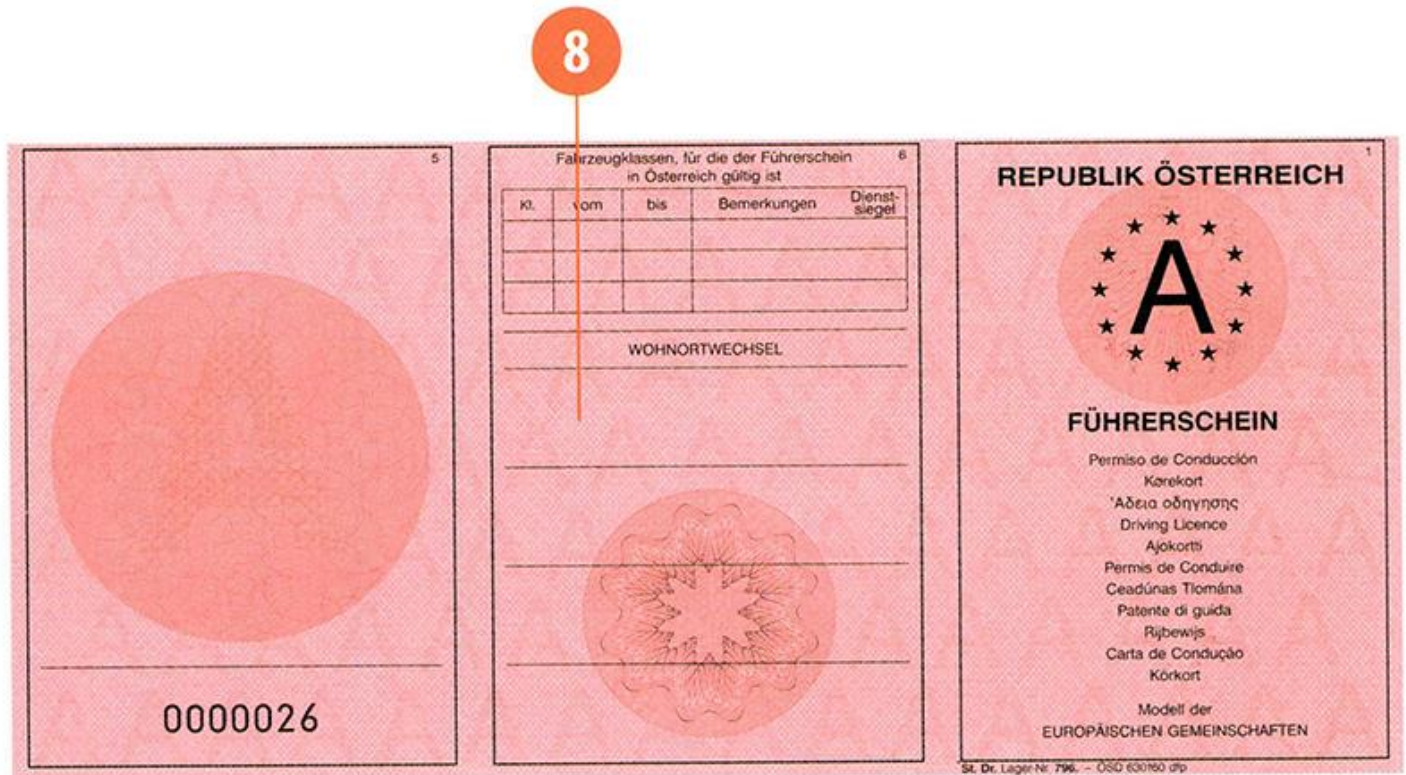 8
5
Fahrzeugklassen, für die der Führerschein 6
in Österreich gültig ist
Kl. vom bis Bemerkungen Dienst-
siegel
WOHNORTWECHSEL
0000026
1
REPUBLIK ÖSTERREICH
A
FÜHRERSCHEIN
Permiso de Conducción
Kørekort
'Αδεια οδηγησης
Driving Licence
Ajokortti
Permis de Conduire
Ceadúnas Tiomána
Patente di guida
Rijbewijs
Carta de Condução
Körkort
Modell der
EUROPÄISCHEN GEMEINSCHAFTEN
St. Dr. Lager-Nr. 796. – ÖSD 630160 dfp